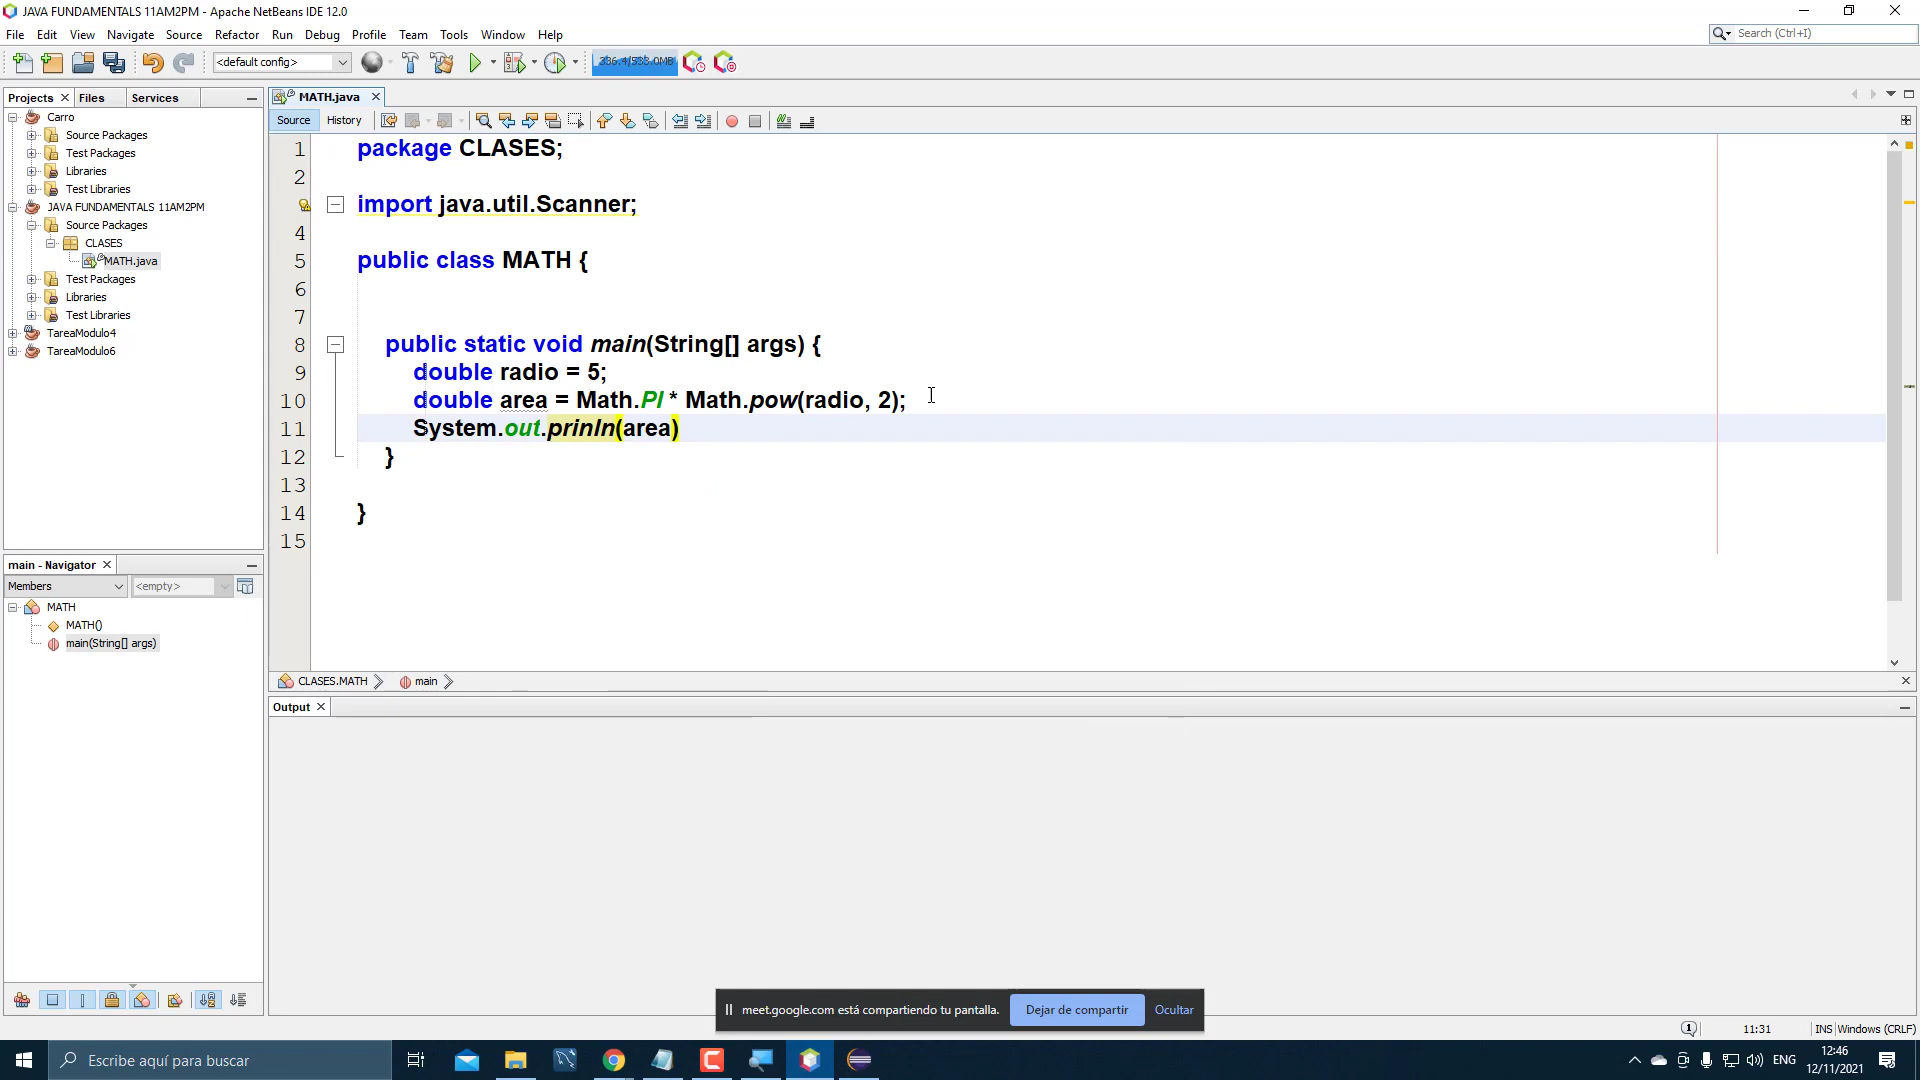 JAVA FUNDAMENTALS 11AM2PM - Apache NetBeans IDE 12.0
File Edit View Navigate Source Refactor Run Debug Profile Team Tools Window Help
Search (Ctrl+I)
<default config>
236.4/533.0MB
Projects Files Services
MATH.java
Source History
Carro
Source Packages
Test Packages
Libraries
Test Libraries
JAVA FUNDAMENTALS 11AM2PM
Source Packages
CLASES
MATH.java
Test Packages
Libraries
Test Libraries
TareaModulo4
TareaModulo6
1 package CLASES;
2
import java.util.Scanner;
4
5 public class MATH {
6
7
8 public static void main(String[] args) {
9 double radio = 5;
10 double area = Math.PI * Math.pow(radio, 2);
11 System.out.prinln(area)
12 }
13
14 }
15
main - Navigator
Members <empty>
MATH
MATH()
main(String[] args)
CLASES.MATH main
Output
meet.google.com está compartiendo tu pantalla. Dejar de compartir Ocultar
1 11:31 INS Windows (CRLF)
Escribe aquí para buscar
ENG
12:46
12/11/2021